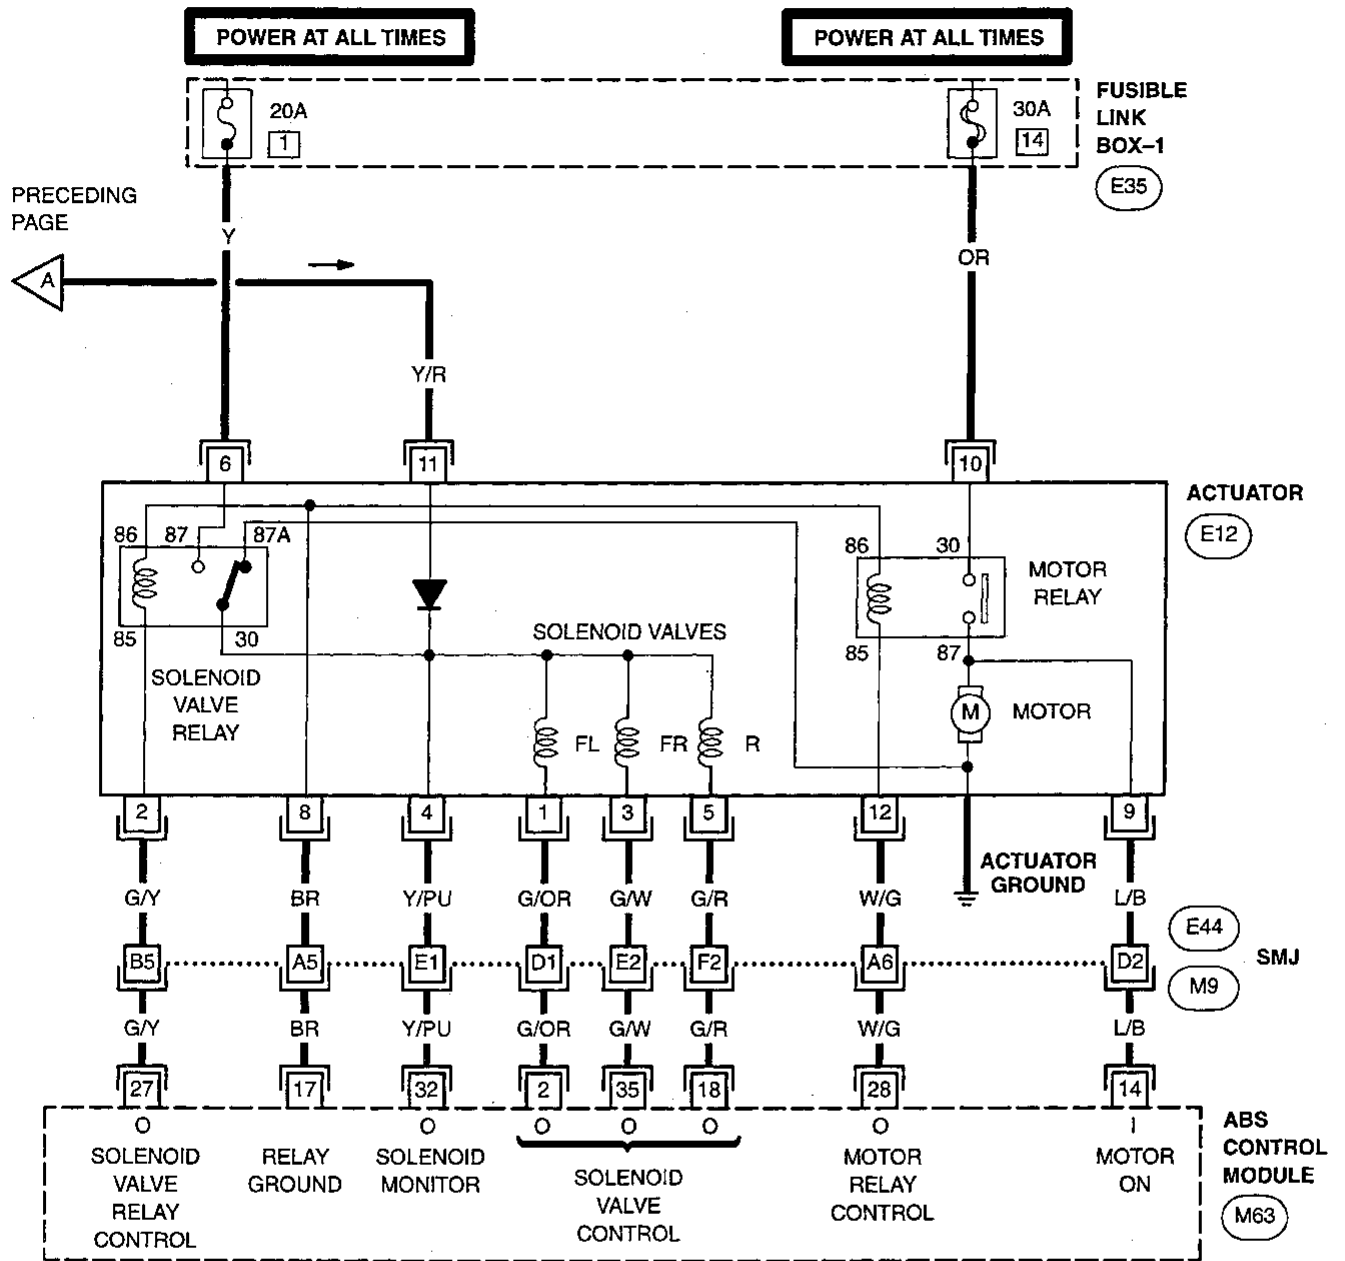 POWER AT ALL TIMES
POWER AT ALL TIMES
20A
1
30A
14
FUSIBLE
LINK
BOX–1
E35
PRECEDING
PAGE
A
Y
OR
Y/R
6
11
10
ACTUATOR
E12
86
87
87A
85
30
SOLENOID
VALVE
RELAY
SOLENOID VALVES
FL
FR
R
86
30
MOTOR
RELAY
85
87
M
MOTOR
2
8
4
1
3
5
12
9
ACTUATOR
GROUND
G/Y
BR
Y/PU
G/OR
G/W
G/R
W/G
L/B
B5
A5
E1
D1
E2
F2
A6
D2
E44
SMJ
M9
G/Y
BR
Y/PU
G/OR
G/W
G/R
W/G
L/B
27
17
32
2
35
18
28
14
O
O
O
O
O
O
I
SOLENOID
VALVE
RELAY
CONTROL
RELAY
GROUND
SOLENOID
MONITOR
SOLENOID
VALVE
CONTROL
MOTOR
RELAY
CONTROL
MOTOR
ON
ABS
CONTROL
MODULE
M63